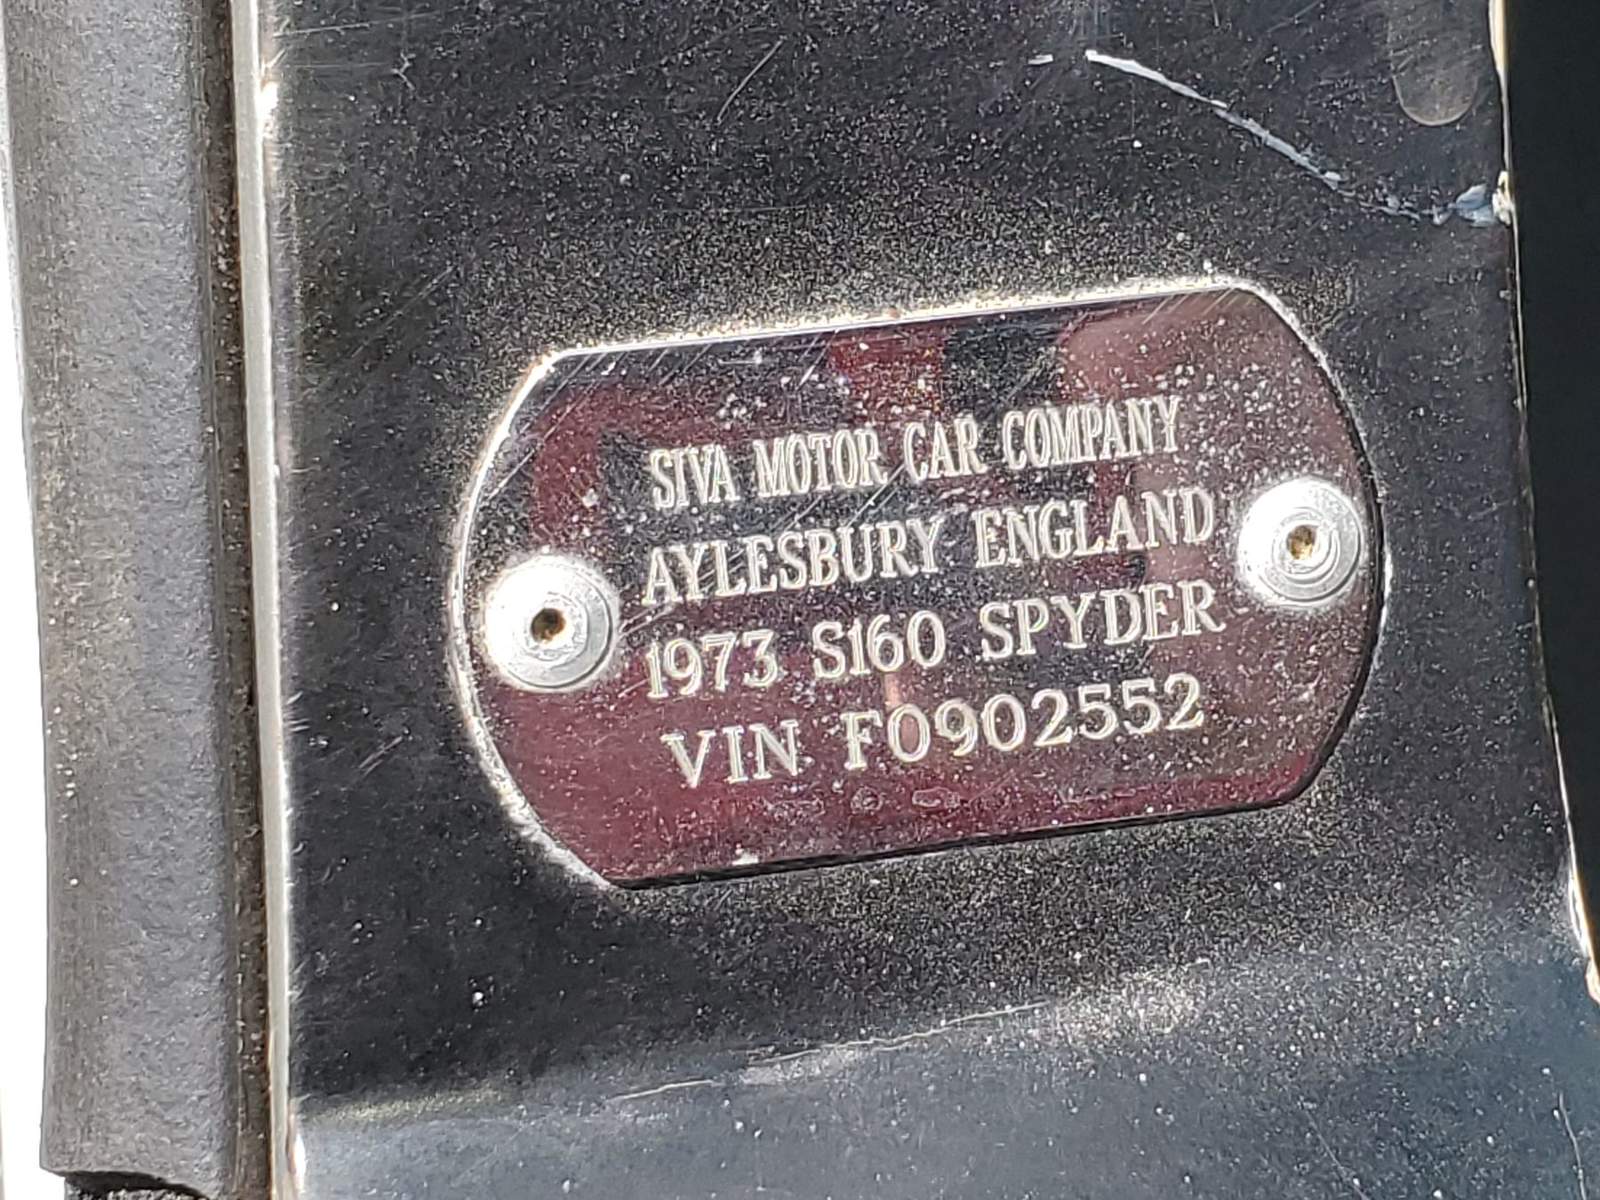 SIVA MOTOR CAR COMPANY
AYLESBURY ENGLAND
1973 S160 SPYDER
VIN F0902552